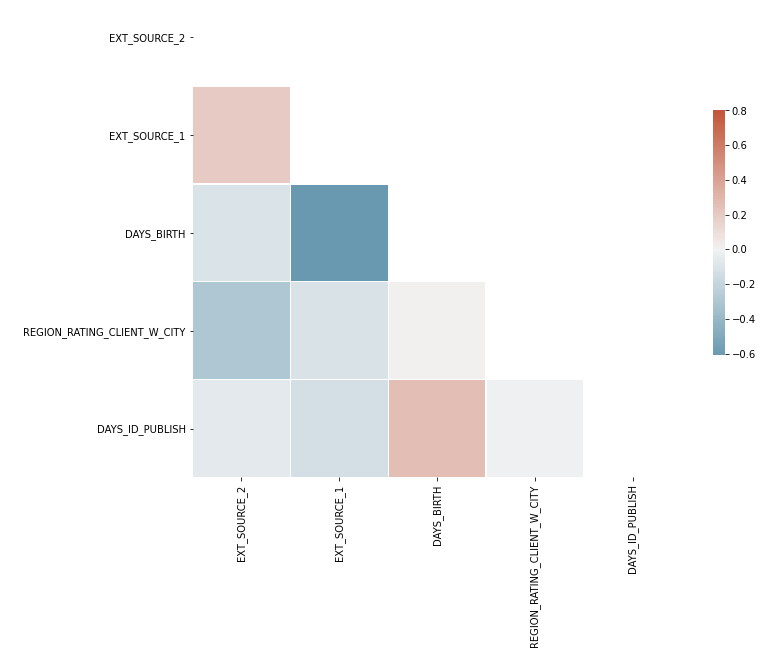 EXT_SOURCE_2
EXT_SOURCE_1
DAYS_BIRTH
REGION_RATING_CLIENT_W_CITY
DAYS_ID_PUBLISH
EXT_SOURCE_2
EXT_SOURCE_1
DAYS_BIRTH
REGION_RATING_CLIENT_W_CITY
DAYS_ID_PUBLISH
0.8
0.6
0.4
0.2
0.0
−0.2
−0.4
−0.6